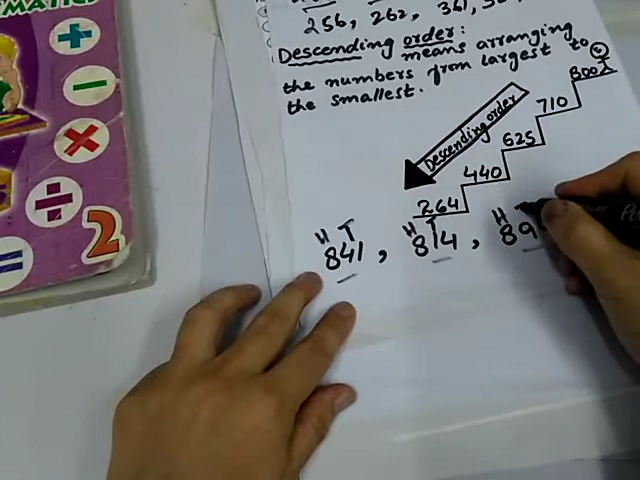 256, 262, 361,
Descending order:
means arranging
the numbers from largest to
the smallest.
800
710
625
440
264
Descending order
H T H T H
841, 814, 89
2